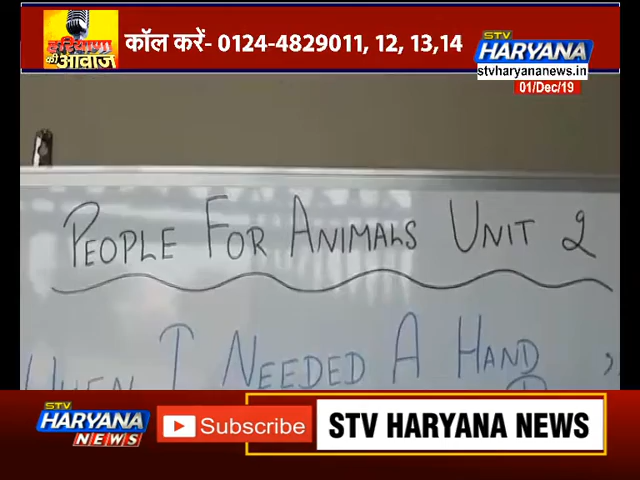 हरियाणा
की आवाज
कॉल करें- 0124-4829011, 12, 13,14
STV
HARYANA
stvharyananews.in
01/Dec/19
PEOPLE FOR ANIMALS UNIT 2
WHEN I NEEDED A HAND ,
STV
HARYANA
NEWS
Subscribe
STV HARYANA NEWS